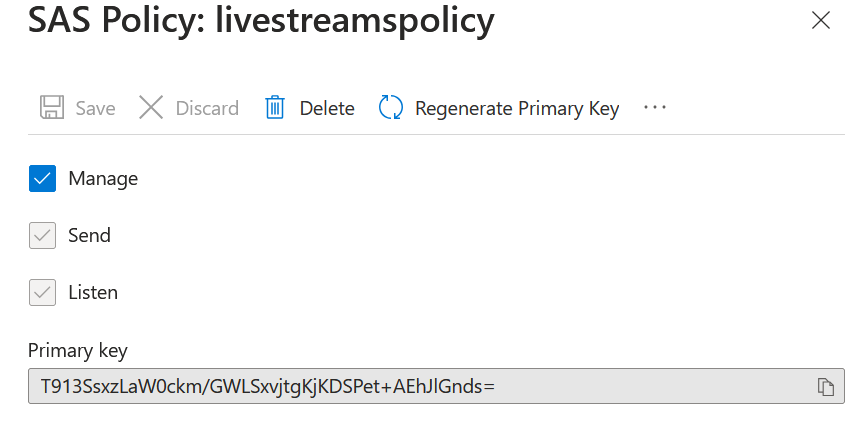 SAS Policy: livestreamspolicy
Save Discard Delete Regenerate Primary Key ...
Manage
Send
Listen
Primary key
T913SsxzLaW0ckm/GWLSxvjtgKjKDSPet+AEhJlGnds=